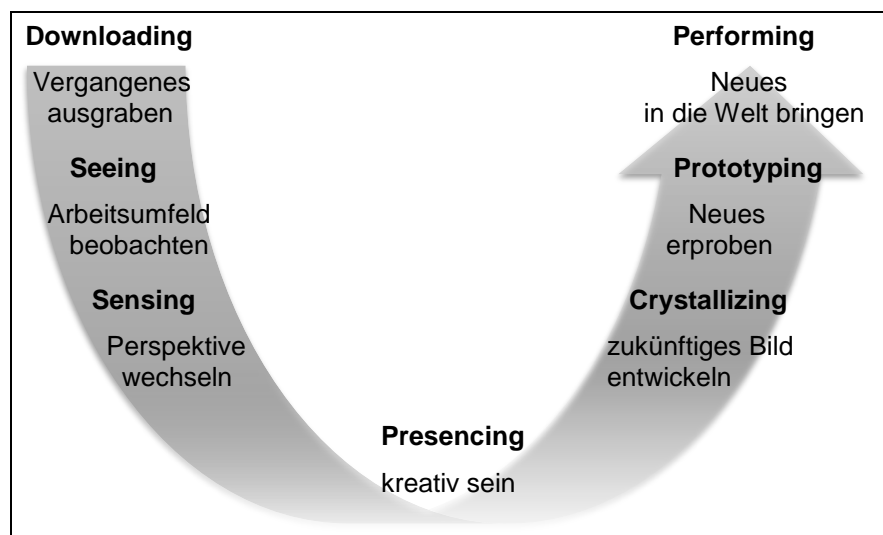 Downloading
Vergangenes
ausgraben
Seeing
Arbeitsumfeld
beobachten
Sensing
Perspektive
wechseln
Presencing
kreativ sein
Crystallizing
zukünftiges Bild
entwickeln
Prototyping
Neues
erproben
Performing
Neues
in die Welt bringen